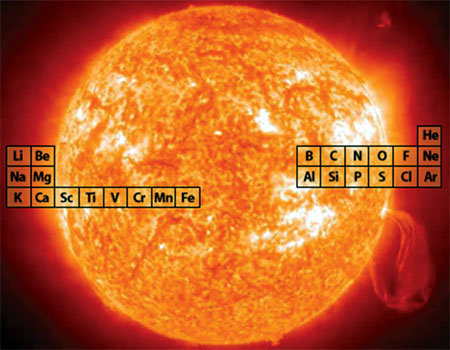 He
Li Be B C N O F Ne
Na Mg Al Si P S Cl Ar
K Ca Sc Ti V Cr Mn Fe